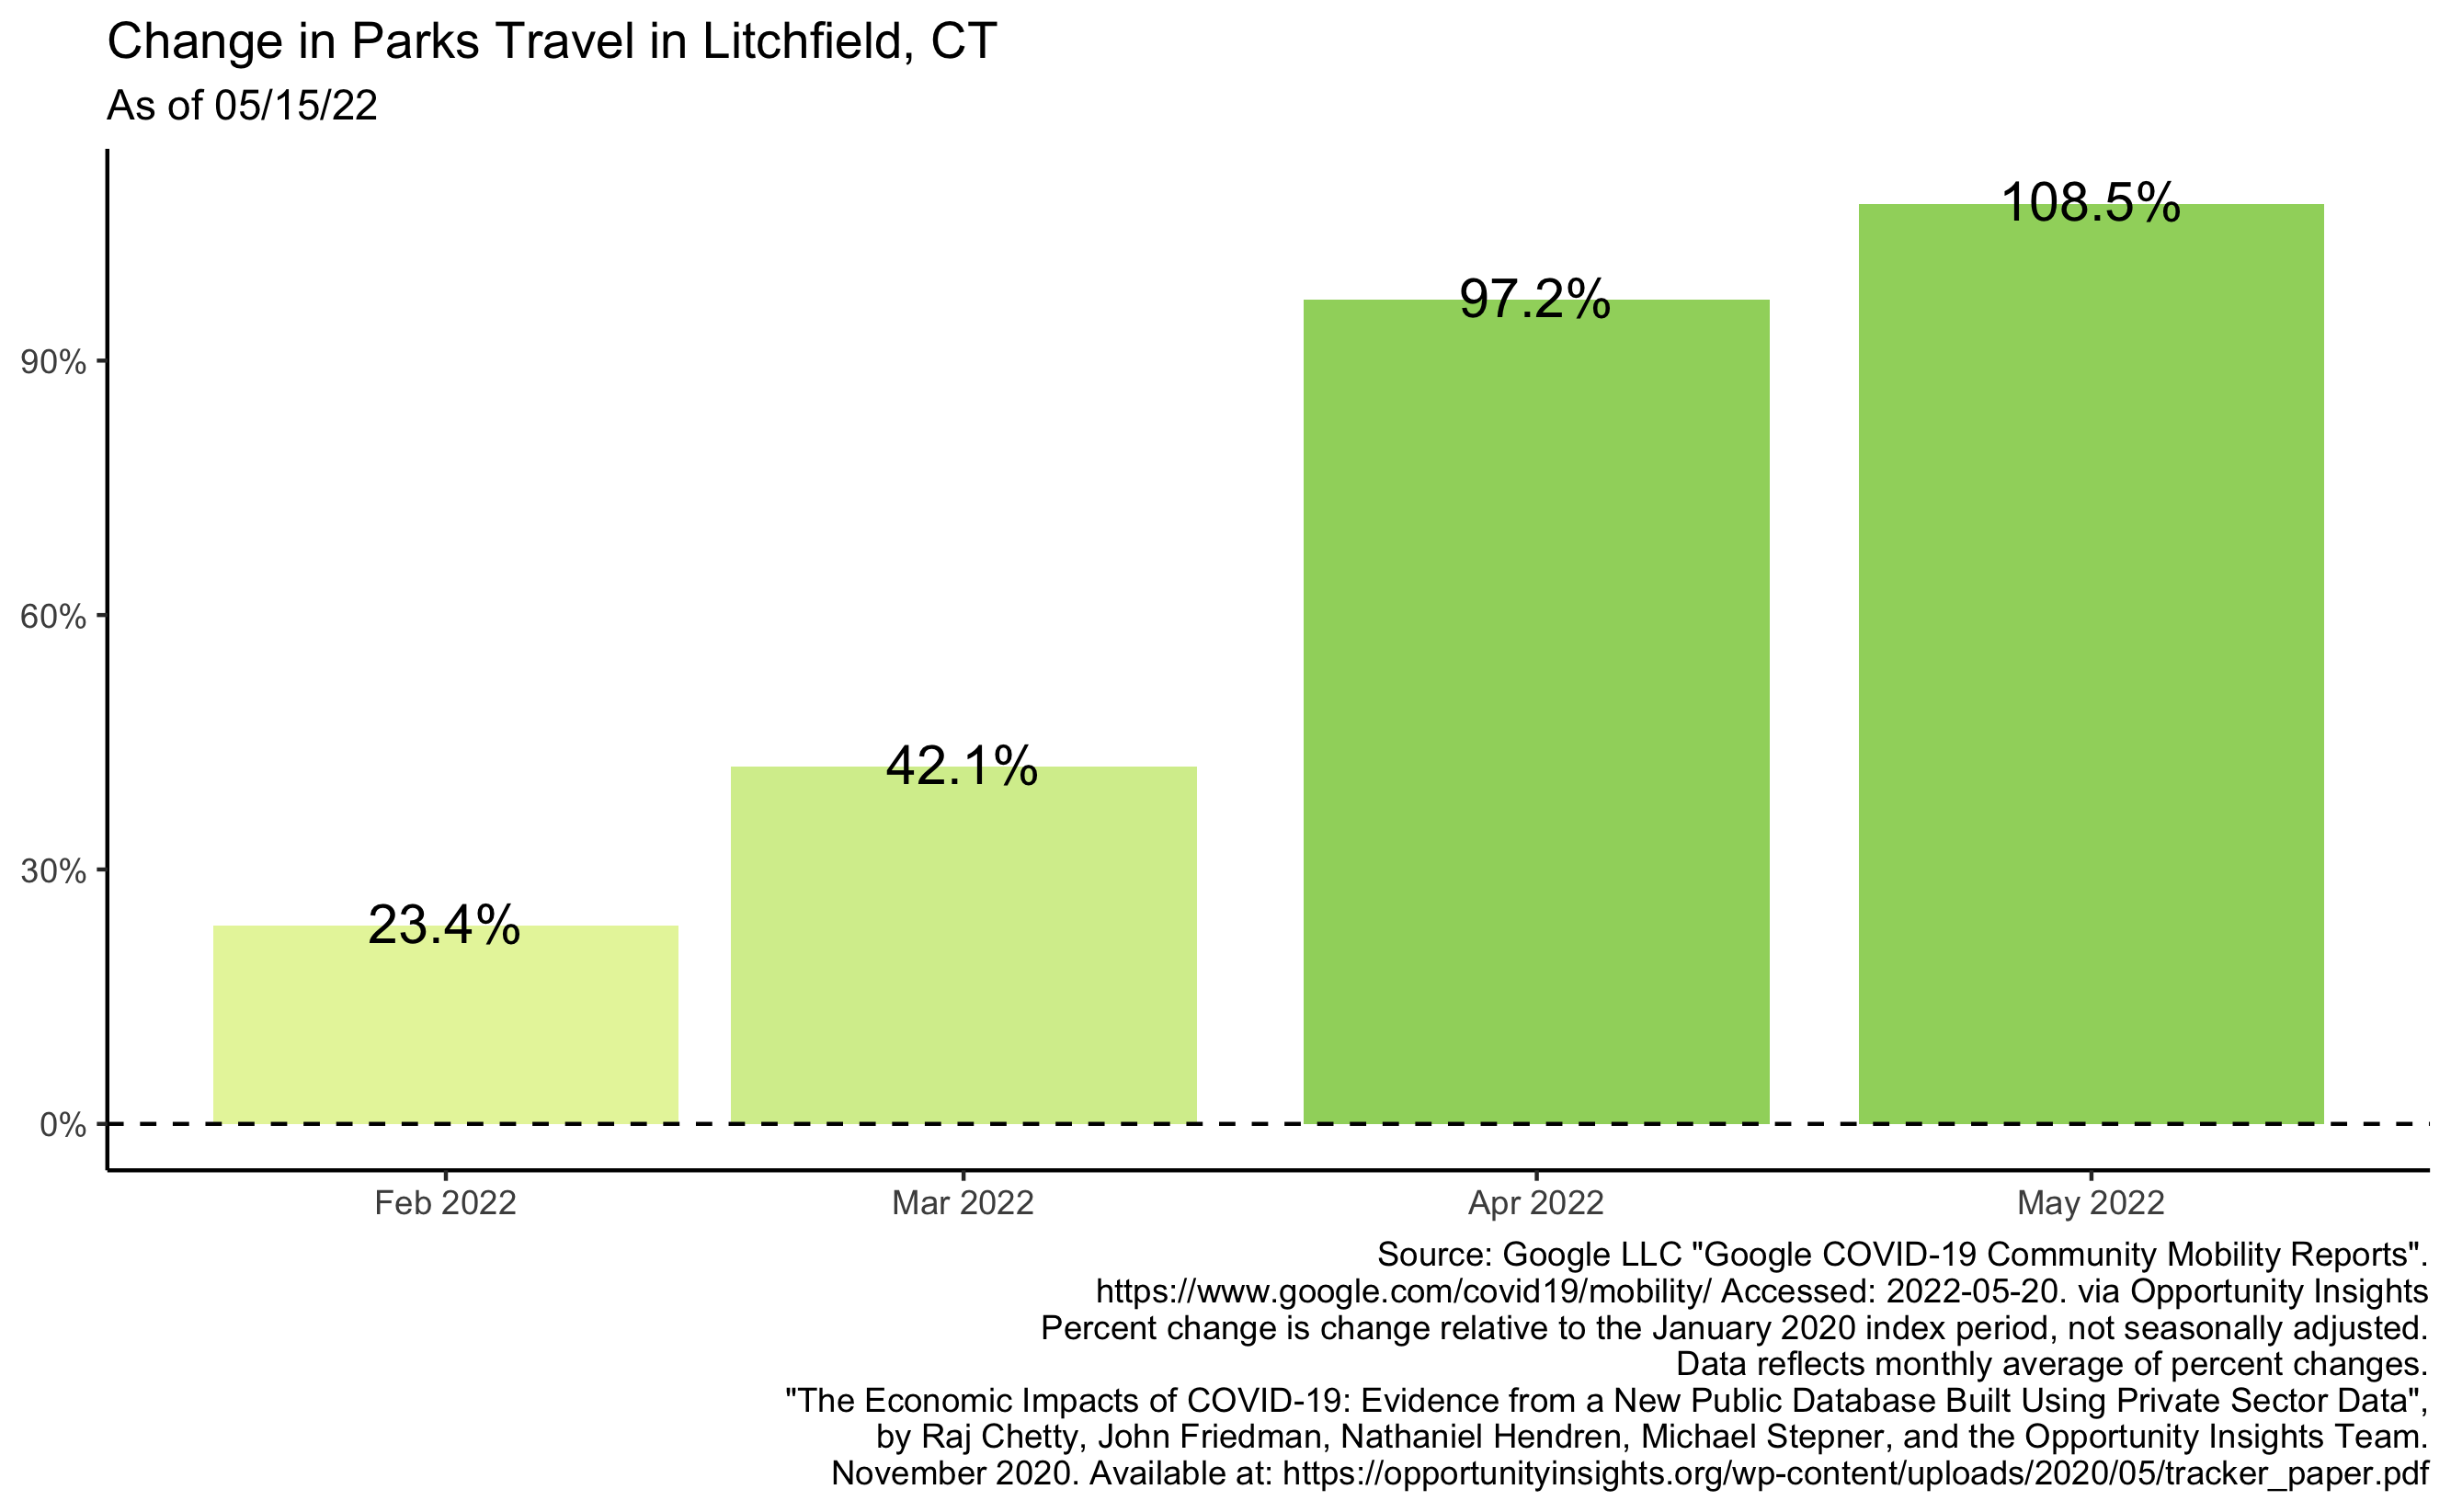 Change in Parks Travel in Litchfield, CT
As of 05/15/22
108.5%
97.2%
90%
60%
42.1%
30%
23.4%
0%
Feb 2022 Mar 2022 Apr 2022 May 2022
Source: Google LLC "Google COVID-19 Community Mobility Reports".
https://www.google.com/covid19/mobility/ Accessed: 2022-05-20. via Opportunity Insights
Percent change is change relative to the January 2020 index period, not seasonally adjusted.
Data reflects monthly average of percent changes.
"The Economic Impacts of COVID-19: Evidence from a New Public Database Built Using Private Sector Data",
by Raj Chetty, John Friedman, Nathaniel Hendren, Michael Stepner, and the Opportunity Insights Team.
November 2020. Available at: https://opportunityinsights.org/wp-content/uploads/2020/05/tracker_paper.pdf